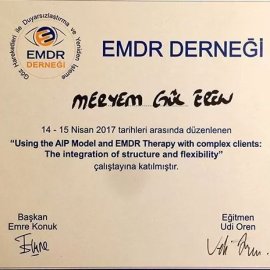 Göz Hareketleri ile Duyarsızlaştırma ve Yeniden İşleme
EMDR
DERNEĞİ
EMDR DERNEĞİ
MERYEM GÜL EREN
14 - 15 Nisan 2017 tarihleri arasında düzenlenen
“Using the AIP Model and EMDR Therapy with complex clients:
The integration of structure and flexibility”
çalıştayına katılmıştır.
Başkan
Emre Konuk
Eğitmen
Udi Oren